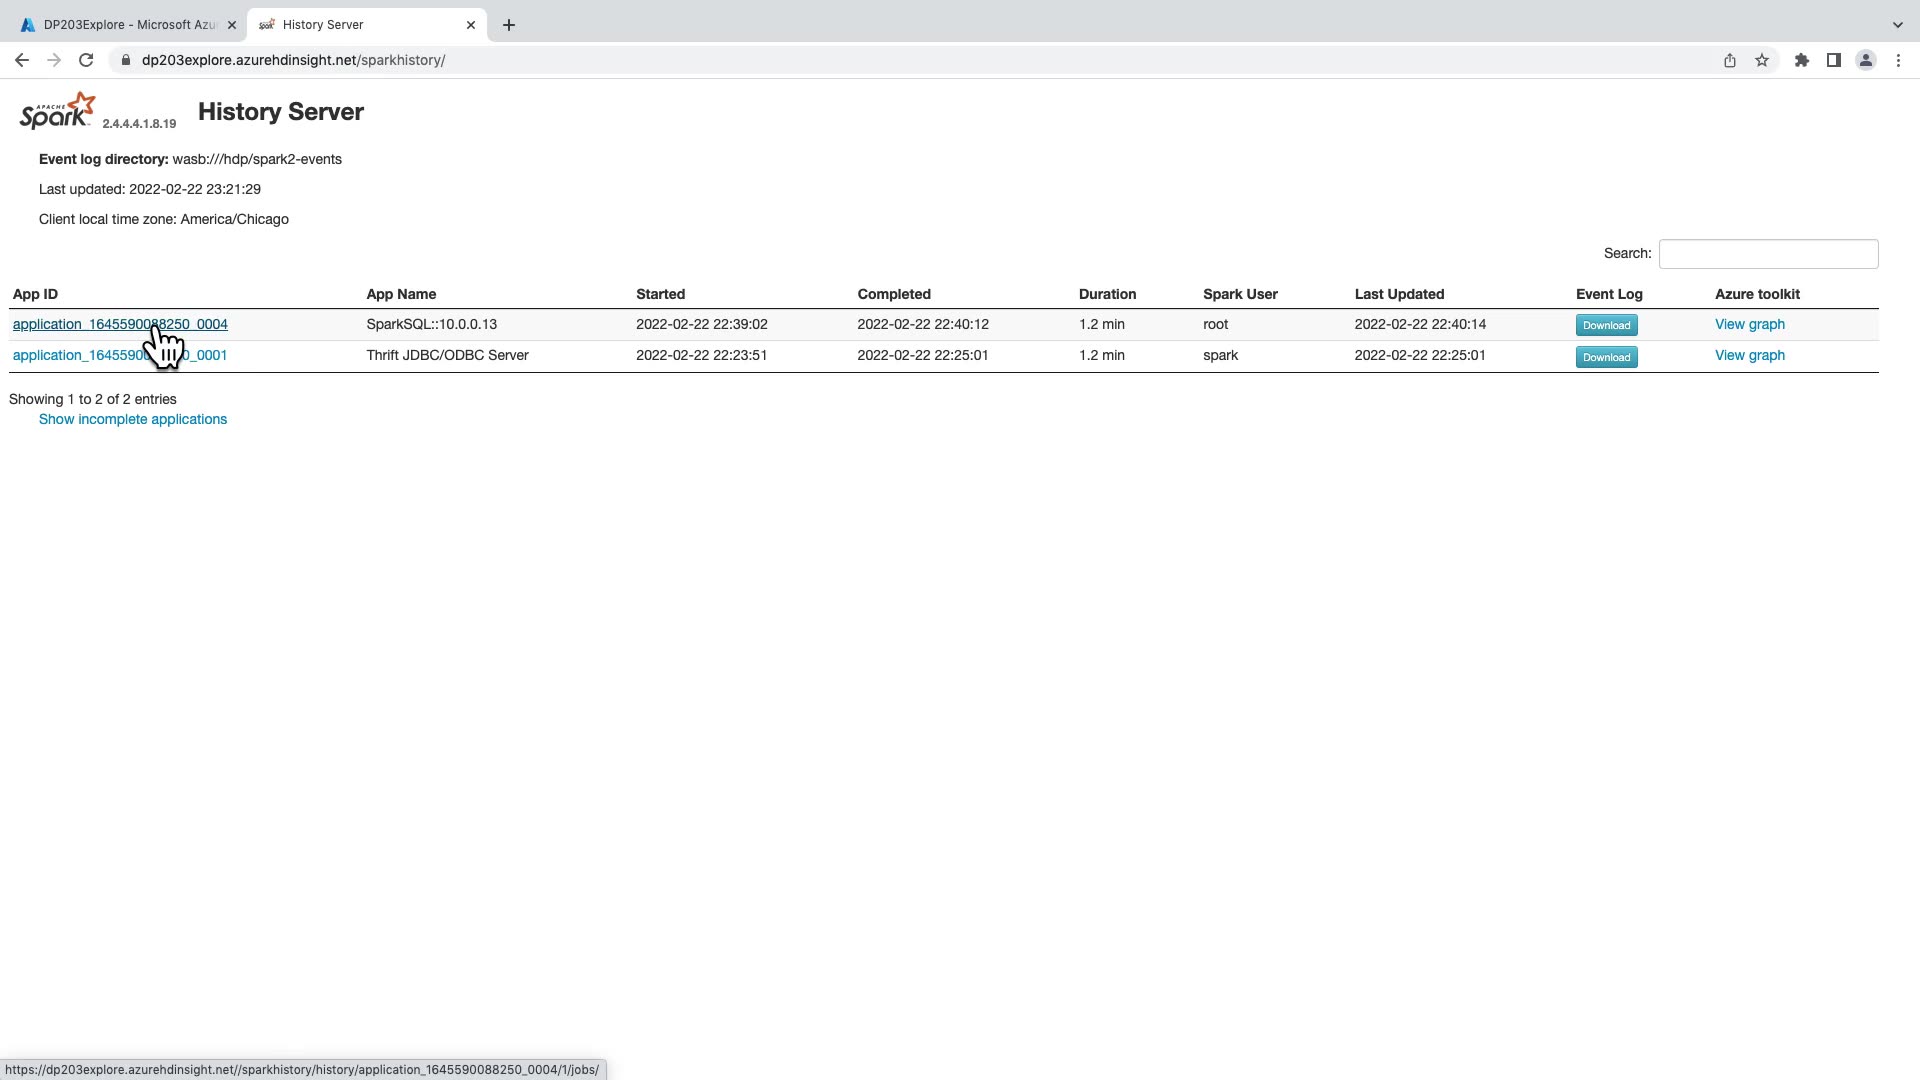 DP203Explore - Microsoft Azu
History Server
dp203explore.azurehdinsight.net/sparkhistory/
APACHE
Spark 2.4.4.4.1.8.19 History Server
Event log directory: wasb:///hdp/spark2-events
Last updated: 2022-02-22 23:21:29
Client local time zone: America/Chicago
Search:
App ID App Name Started Completed Duration Spark User Last Updated Event Log Azure toolkit
application_1645590088250_0004 SparkSQL::10.0.0.13 2022-02-22 22:39:02 2022-02-22 22:40:12 1.2 min root 2022-02-22 22:40:14 Download View graph
Thrift JDBC/ODBC Server 2022-02-22 22:23:51 2022-02-22 22:25:01 1.2 min spark 2022-02-22 22:25:01 Download View graph
Showing 1 to 2 of 2 entries
Show incomplete applications
https://dp203explore.azurehdinsight.net//sparkhistory/history/application_1645590088250_0004/1/jobs/